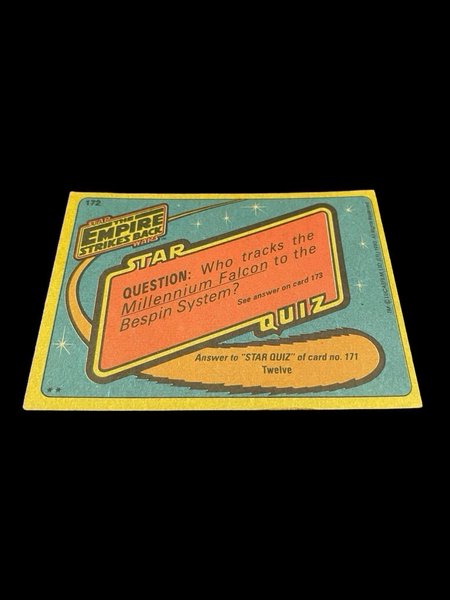 172
STAR
THE
EMPIRE
STRIKES BACK
WARS
STAR
QUESTION: Who tracks the
Millennium Falcon to the
Bespin System?
See answer on card 173
QUIZ
Answer to "STAR QUIZ" of card no. 171
Twelve
**